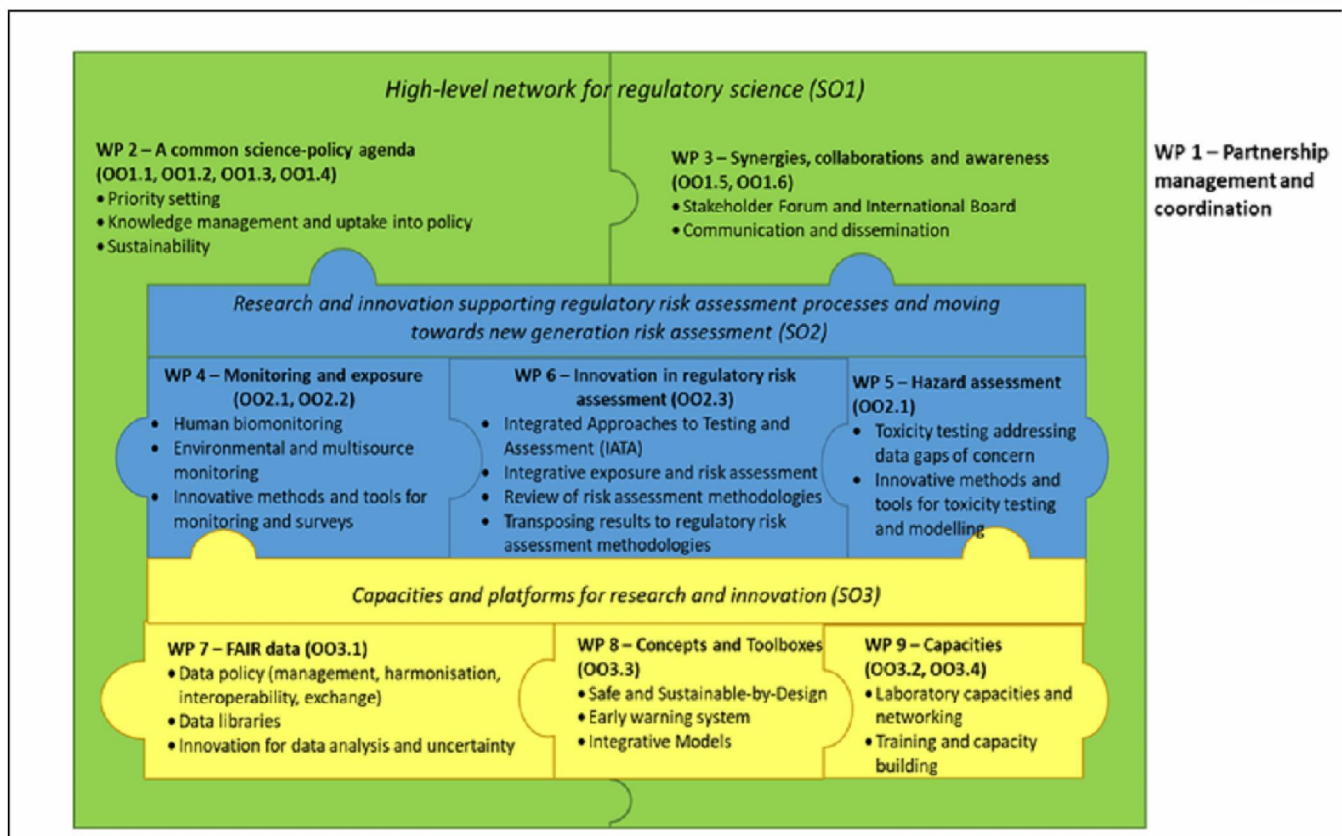 High-level network for regulatory science (SO1)
WP 2 – A common science-policy agenda
(OO1.1, OO1.2, OO1.3, OO1.4)
• Priority setting
• Knowledge management and uptake into policy
• Sustainability
WP 3 – Synergies, collaborations and awareness
(OO1.5, OO1.6)
• Stakeholder Forum and International Board
• Communication and dissemination
WP 1 – Partnership
management and
coordination
Research and innovation supporting regulatory risk assessment processes and moving
towards new generation risk assessment (SO2)
WP 4 – Monitoring and exposure
(OO2.1, OO2.2)
• Human biomonitoring
• Environmental and multisource
monitoring
• Innovative methods and tools for
monitoring and surveys
WP 6 – Innovation in regulatory risk
assessment (OO2.3)
• Integrated Approaches to Testing and
Assessment (IATA)
• Integrative exposure and risk assessment
• Review of risk assessment methodologies
• Transposing results to regulatory risk
assessment methodologies
WP 5 – Hazard assessment
(OO2.1)
• Toxicity testing addressing
data gaps of concern
• Innovative methods and
tools for toxicity testing
and modelling
Capacities and platforms for research and innovation (SO3)
WP 7 – FAIR data (OO3.1)
• Data policy (management, harmonisation,
interoperability, exchange)
• Data libraries
• Innovation for data analysis and uncertainty
WP 8 – Concepts and Toolboxes
(OO3.3)
• Safe and Sustainable-by-Design
• Early warning system
• Integrative Models
WP 9 – Capacities
(OO3.2, OO3.4)
• Laboratory capacities and
networking
• Training and capacity
building